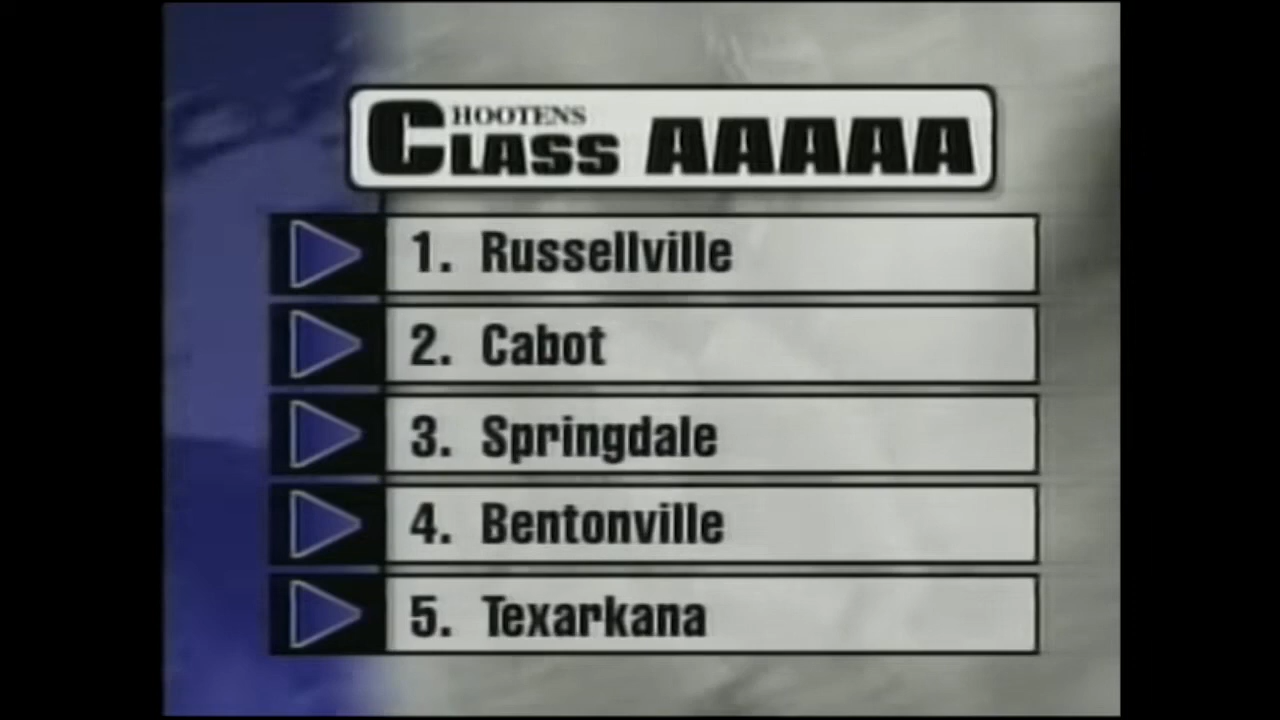 HOOTENS
CLASS AAAAA
1. Russellville
2. Cabot
3. Springdale
4. Bentonville
5. Texarkana